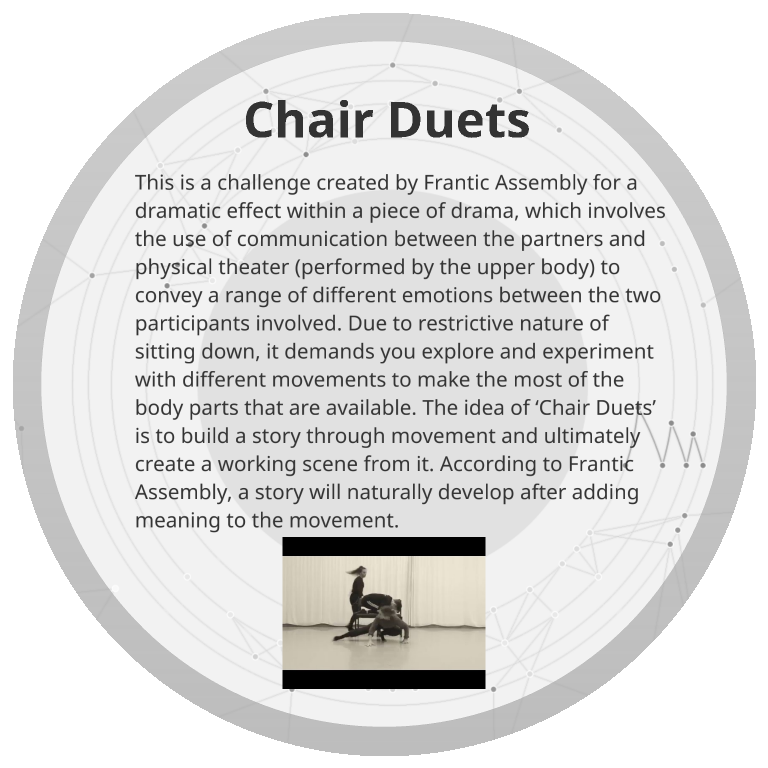 Chair Duets
This is a challenge created by Frantic Assembly for a
dramatic effect within a piece of drama, which involves
the use of communication between the partners and
physical theater (performed by the upper body) to
convey a range of different emotions between the two
participants involved. Due to restrictive nature of
sitting down, it demands you explore and experiment
with different movements to make the most of the
body parts that are available. The idea of ‘Chair Duets’
is to build a story through movement and ultimately
create a working scene from it. According to Frantic
Assembly, a story will naturally develop after adding
meaning to the movement.